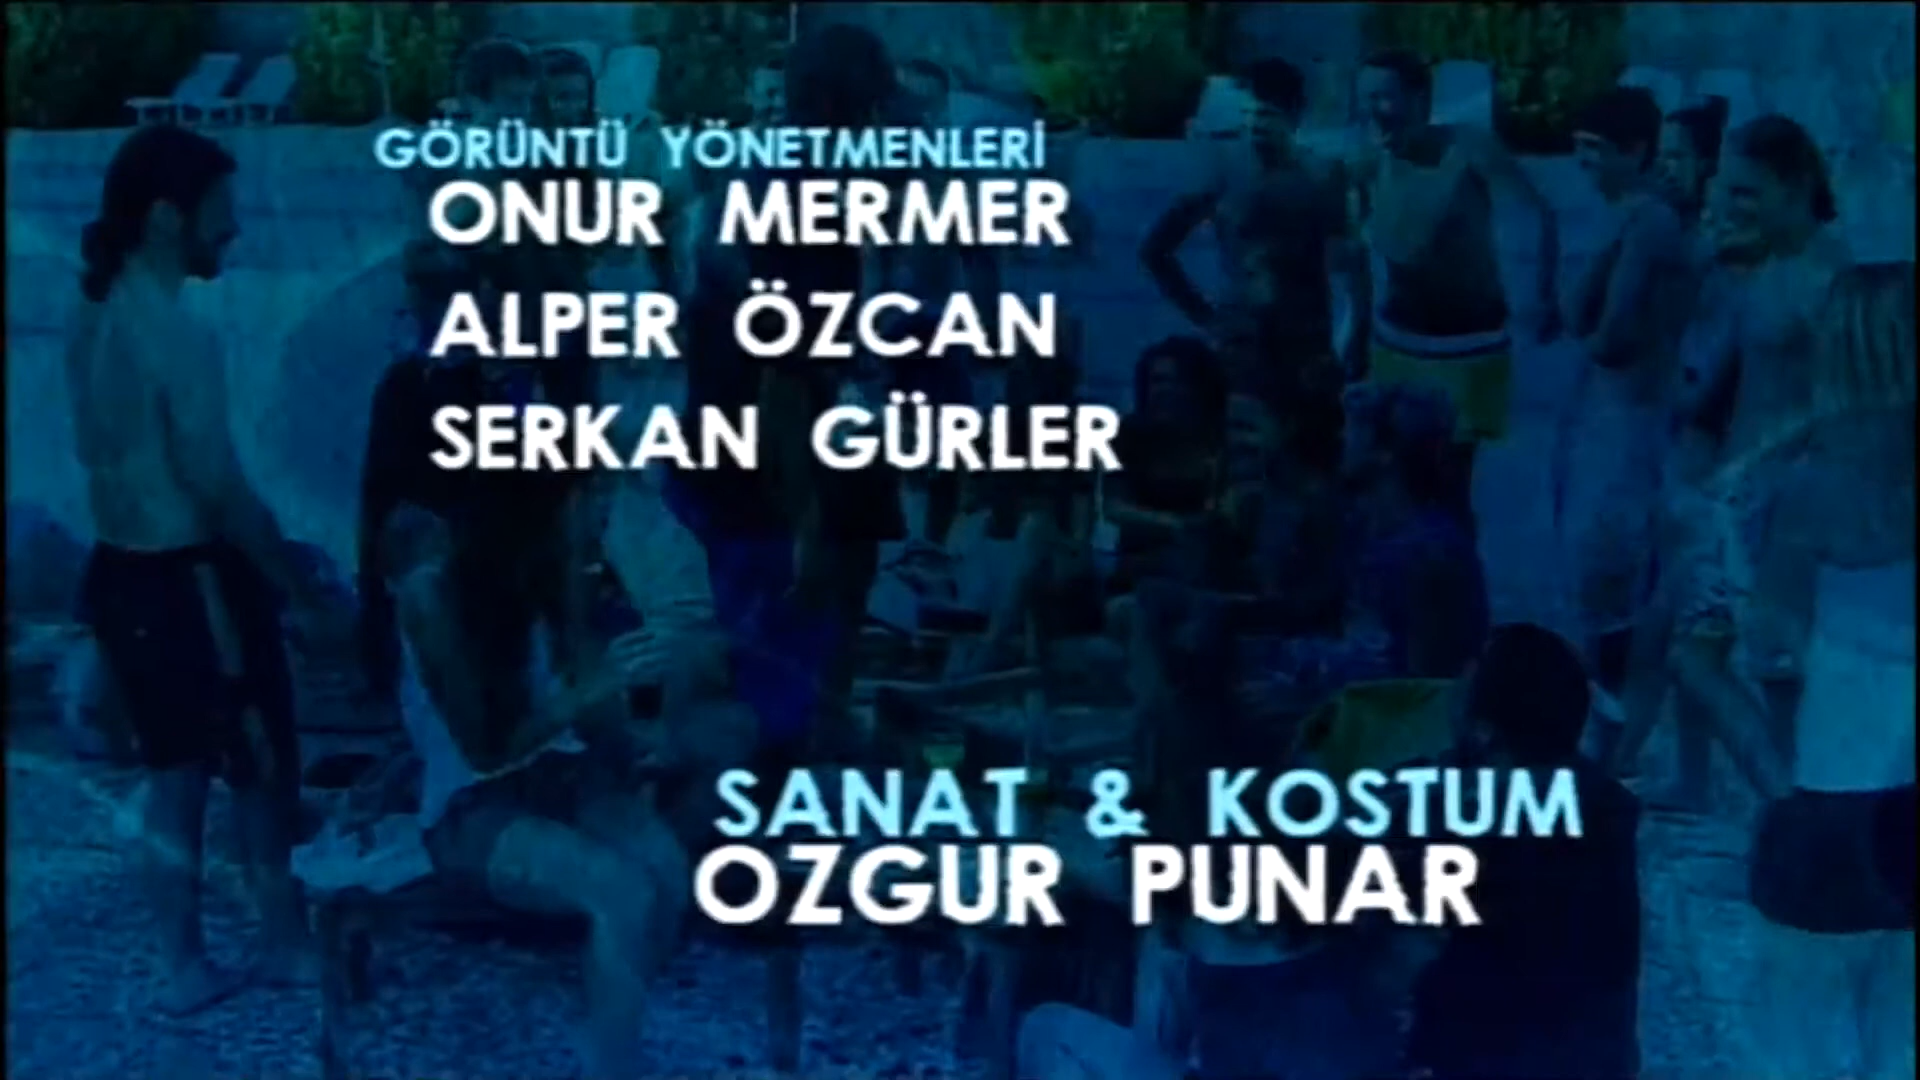 GÖRÜNTÜ YÖNETMENLERİ
ONUR MERMER
ALPER ÖZCAN
SERKAN GÜRLER
SANAT & KOSTUM
OZGUR PUNAR